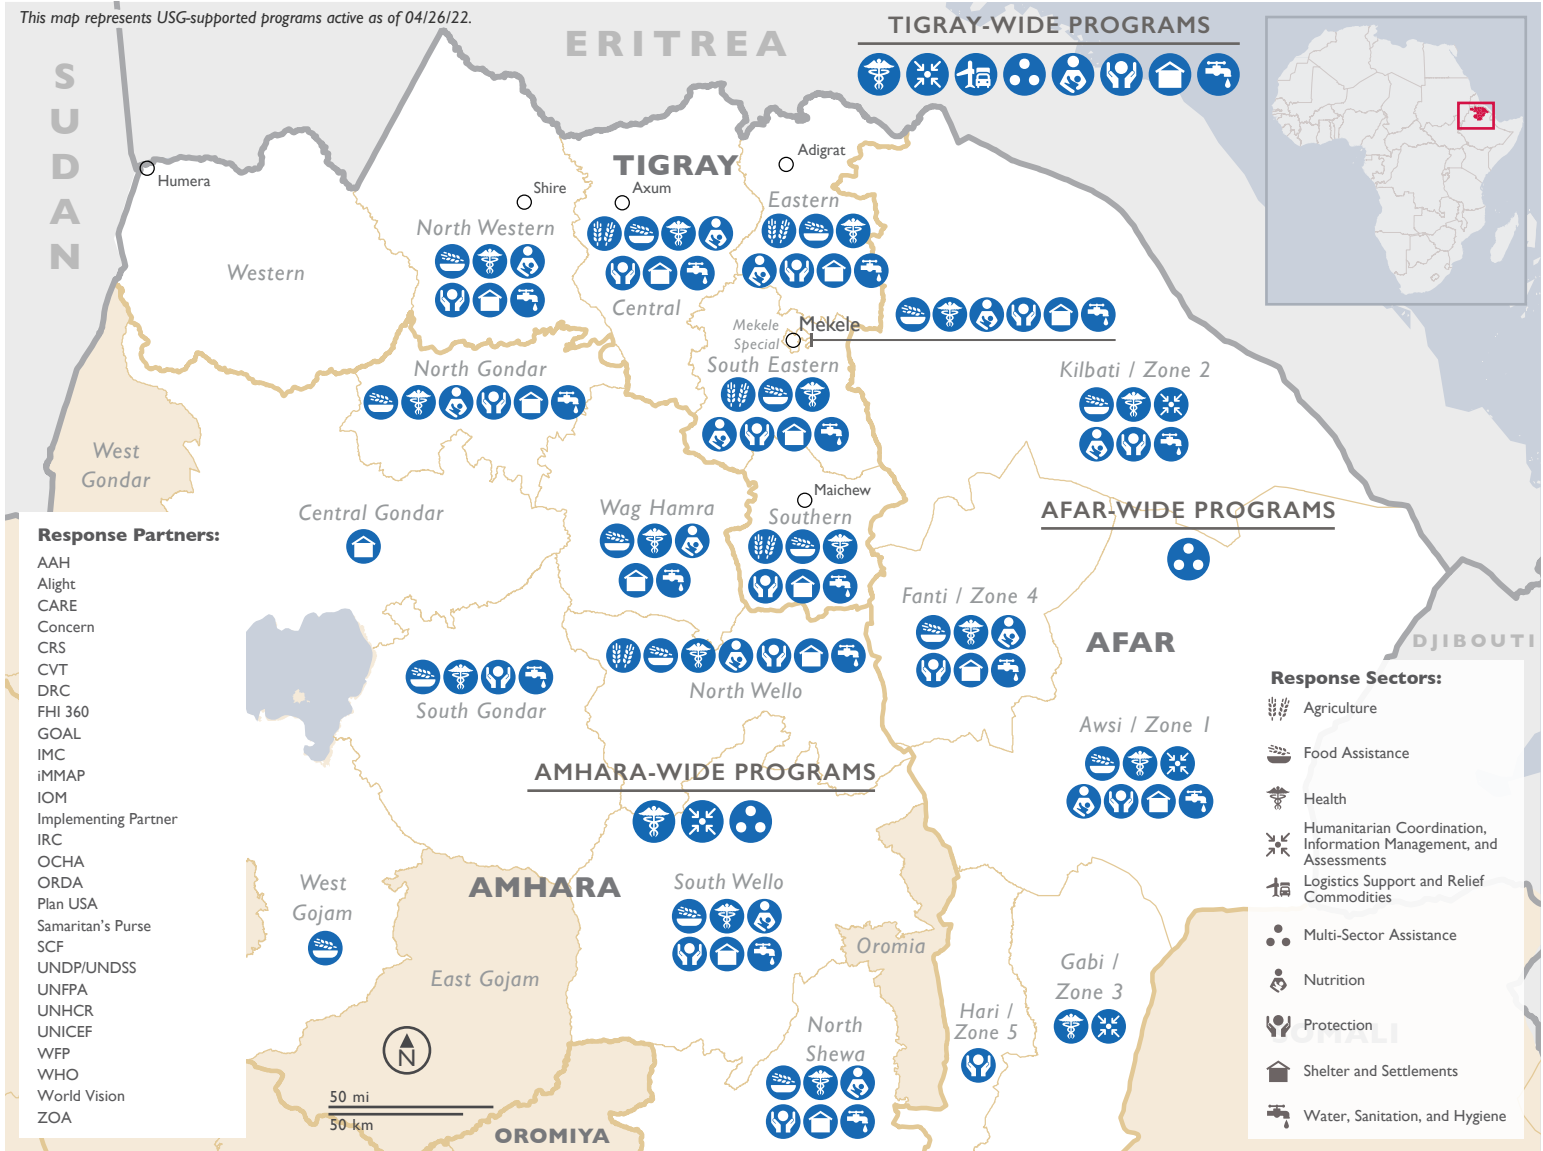 This map represents USG-supported programs active as of 04/26/22.
TIGRAY-WIDE PROGRAMS
ERITREA
SUDAN
Humera
TIGRAY
Adigrat
Shire
Axum
Eastern
North Western
Western
Central
Mekele
Special
Mekele
South Eastern
North Gondar
Kilbati / Zone 2
West
Gondar
Maichew
Central Gondar
Wag Hamra
Southern
AFAR-WIDE PROGRAMS
Fanti / Zone 4
AFAR
DJIBOUTI
North Wello
South Gondar
Awsi / Zone 1
AMHARA-WIDE PROGRAMS
West
Gojam
AMHARA
South Wello
Oromia
East Gojam
Gabi /
Zone 3
Hari /
Zone 5
North
Shewa
SOMALI
N
50 mi
50 km
OROMIYA
Response Partners:
AAH
Alight
CARE
Concern
CRS
CVT
DRC
FHI 360
GOAL
IMC
iMMAP
IOM
Implementing Partner
IRC
OCHA
ORDA
Plan USA
Samaritan's Purse
SCF
UNDP/UNDSS
UNFPA
UNHCR
UNICEF
WFP
WHO
World Vision
ZOA
Response Sectors:
Agriculture
Food Assistance
Health
Humanitarian Coordination,
Information Management, and
Assessments
Logistics Support and Relief
Commodities
Multi-Sector Assistance
Nutrition
Protection
Shelter and Settlements
Water, Sanitation, and Hygiene